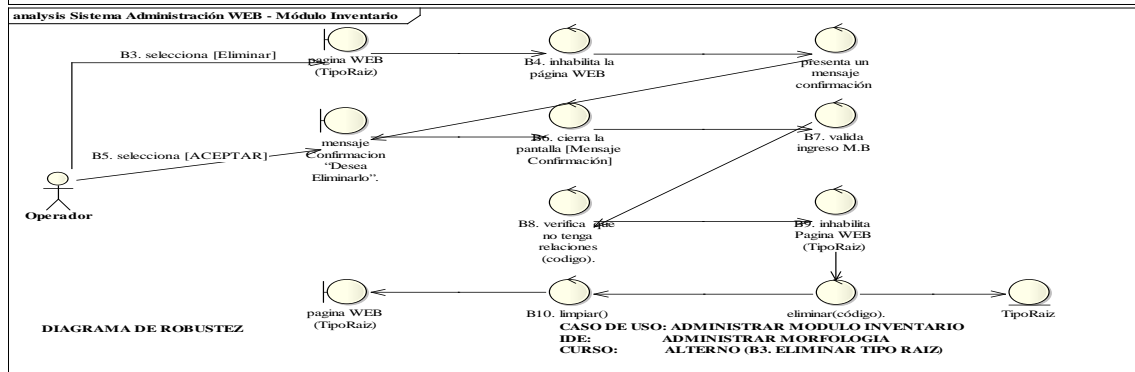 analysis Sistema Administración WEB - Módulo Inventario
B3. selecciona [Eliminar]
pagina WEB
(TipoRaiz)
B4. inhabilita la
página WEB
presenta un
mensaje
confirmación
B5. selecciona [ACEPTAR]
mensaje
Confirmacion
“Desea
Eliminarlo”.
B6. cierra la
pantalla [Mensaje
Confirmación]
B7. valida
ingreso M.B
Operador
B8. verifica que
no tenga
relaciones
(codigo).
B9. inhabilita
Pagina WEB
(TipoRaiz)
pagina WEB
(TipoRaiz)
B10. limpiar()
eliminar(código).
TipoRaiz
DIAGRAMA DE ROBUSTEZ
CASO DE USO: ADMINISTRAR MODULO INVENTARIO
IDE: ADMINISTRAR MORFOLOGIA
CURSO: ALTERNO (B3. ELIMINAR TIPO RAIZ)